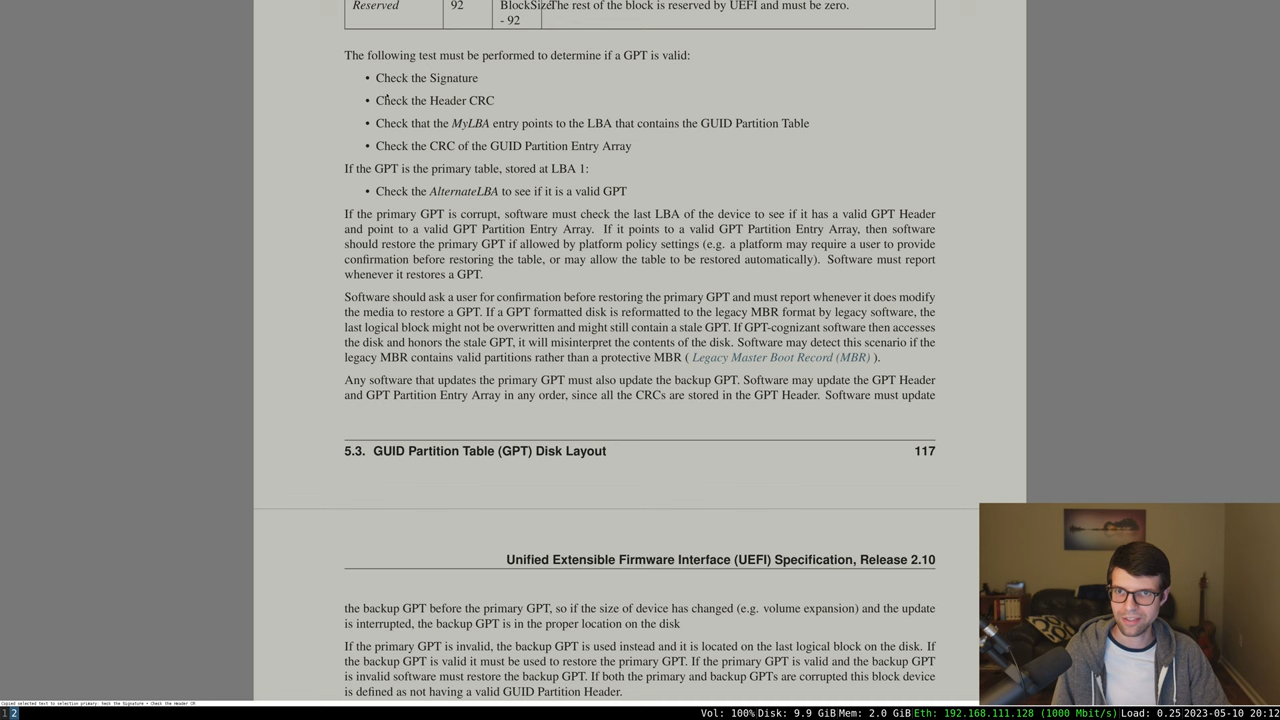 Reserved 92 BlockSize The rest of the block is reserved by UEFI and must be zero.
- 92
The following test must be performed to determine if a GPT is valid:
• Check the Signature
• Check the Header CRC
• Check that the MyLBA entry points to the LBA that contains the GUID Partition Table
• Check the CRC of the GUID Partition Entry Array
If the GPT is the primary table, stored at LBA 1:
• Check the AlternateLBA to see if it is a valid GPT
If the primary GPT is corrupt, software must check the last LBA of the device to see if it has a valid GPT Header
and point to a valid GPT Partition Entry Array. If it points to a valid GPT Partition Entry Array, then software
should restore the primary GPT if allowed by platform policy settings (e.g. a platform may require a user to provide
confirmation before restoring the table, or may allow the table to be restored automatically). Software must report
whenever it restores a GPT.
Software should ask a user for confirmation before restoring the primary GPT and must report whenever it does modify
the media to restore a GPT. If a GPT formatted disk is reformatted to the legacy MBR format by legacy software, the
last logical block might not be overwritten and might still contain a stale GPT. If GPT-cognizant software then accesses
the disk and honors the stale GPT, it will misinterpret the contents of the disk. Software may detect this scenario if the
legacy MBR contains valid partitions rather than a protective MBR ( Legacy Master Boot Record (MBR) ).
Any software that updates the primary GPT must also update the backup GPT. Software may update the GPT Header
and GPT Partition Entry Array in any order, since all the CRCs are stored in the GPT Header. Software must update
5.3. GUID Partition Table (GPT) Disk Layout 117
Unified Extensible Firmware Interface (UEFI) Specification, Release 2.10
the backup GPT before the primary GPT, so if the size of device has changed (e.g. volume expansion) and the update
is interrupted, the backup GPT is in the proper location on the disk
If the primary GPT is invalid, the backup GPT is used instead and it is located on the last logical block on the disk. If
the backup GPT is valid it must be used to restore the primary GPT. If the primary GPT is valid and the backup GPT
is invalid software must restore the backup GPT. If both the primary and backup GPTs are corrupted this block device
is defined as not having a valid GUID Partition Header.
Copied selected text to selection primary: heck the Signature • Check the Header CR
1 2 Vol: 100% Disk: 9.9 GiB Mem: 2.0 GiB Eth: 192.168.111.128 (1000 Mbit/s) Load: 0.25 2023-05-10 20:12